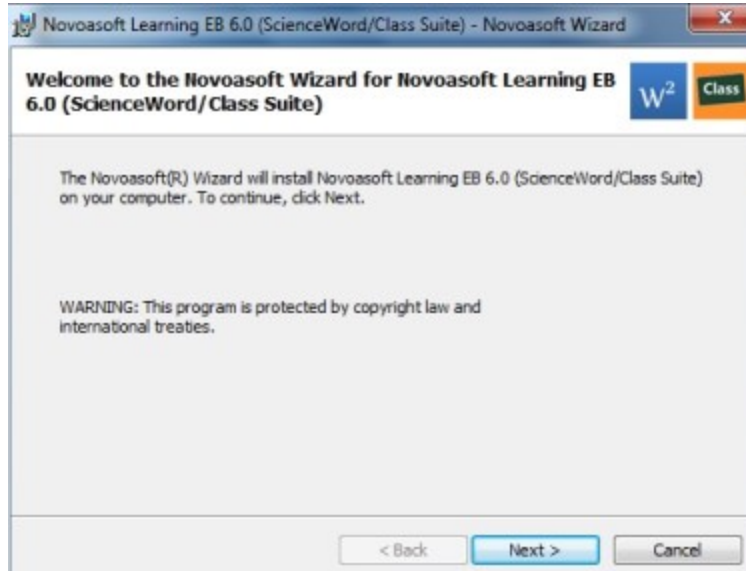 Novoasoft Learning EB 6.0 (ScienceWord/Class Suite) - Novoasoft Wizard
Welcome to the Novoasoft Wizard for Novoasoft Learning EB
6.0 (ScienceWord/Class Suite)
W²
Class
The Novoasoft(R) Wizard will install Novoasoft Learning EB 6.0 (ScienceWord/Class Suite)
on your computer. To continue, click Next.
WARNING: This program is protected by copyright law and
international treaties.
< Back
Next >
Cancel